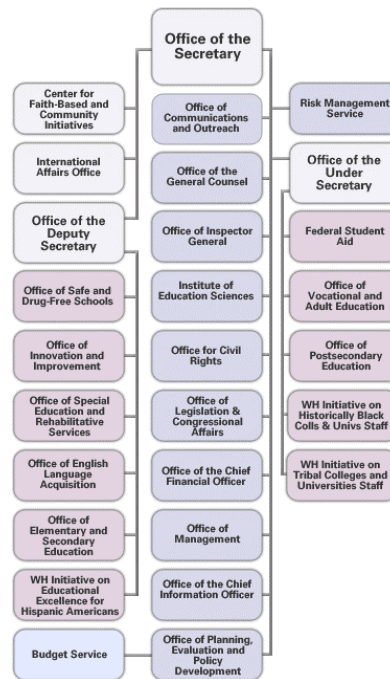 Office of the
Secretary
Center for
Faith-Based and
Community
Initiatives
International
Affairs Office
Office of the
Deputy
Secretary
Office of Safe and
Drug-Free Schools
Office of
Innovation and
Improvement
Office of Special
Education and
Rehabilitative
Services
Office of English
Language
Acquisition
Office of
Elementary and
Secondary
Education
WH Initiative on
Educational
Excellence for
Hispanic Americans
Budget Service
Office of
Communications
and Outreach
Office of the
General Counsel
Office of Inspector
General
Institute of
Education Sciences
Office for Civil
Rights
Office of
Legislation &
Congressional
Affairs
Office of the Chief
Financial Officer
Office of
Management
Office of the Chief
Information Officer
Office of Planning,
Evaluation and
Policy
Development
Risk Management
Service
Office of the
Under
Secretary
Federal Student
Aid
Office of
Vocational and
Adult Education
Office of
Postsecondary
Education
WH Initiative on
Historically Black
Colls & Univs Staff
WH Initiative on
Tribal Colleges and
Universities Staff